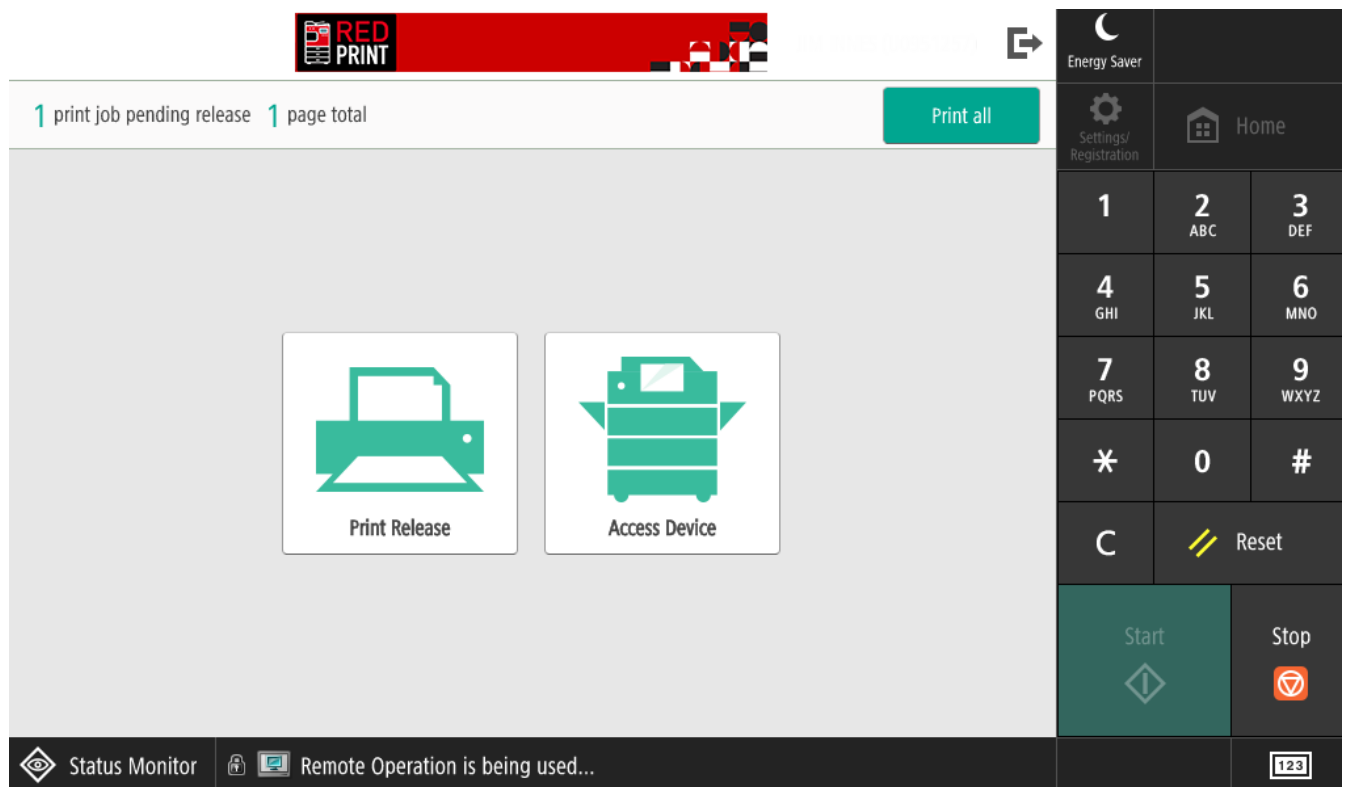 RED
PRINT
1 print job pending release 1 page total
Print all
Print Release
Access Device
Status Monitor
Remote Operation is being used...
Energy Saver
Settings/
Registration
Home
1
2
ABC
3
DEF
4
GHI
5
JKL
6
MNO
7
PQRS
8
TUV
9
WXYZ
*
0
#
C
Reset
Start
Stop
123